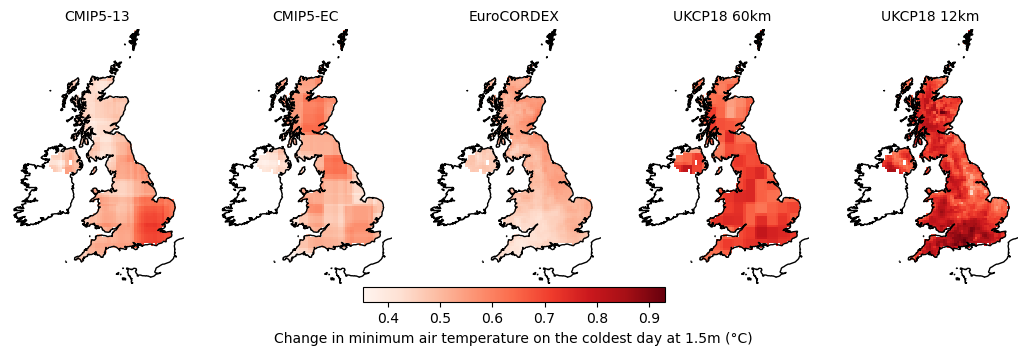 CMIP5-13 CMIP5-EC EuroCORDEX UKCP18 60km UKCP18 12km
0.4 0.5 0.6 0.7 0.8 0.9
Change in minimum air temperature on the coldest day at 1.5m (°C)